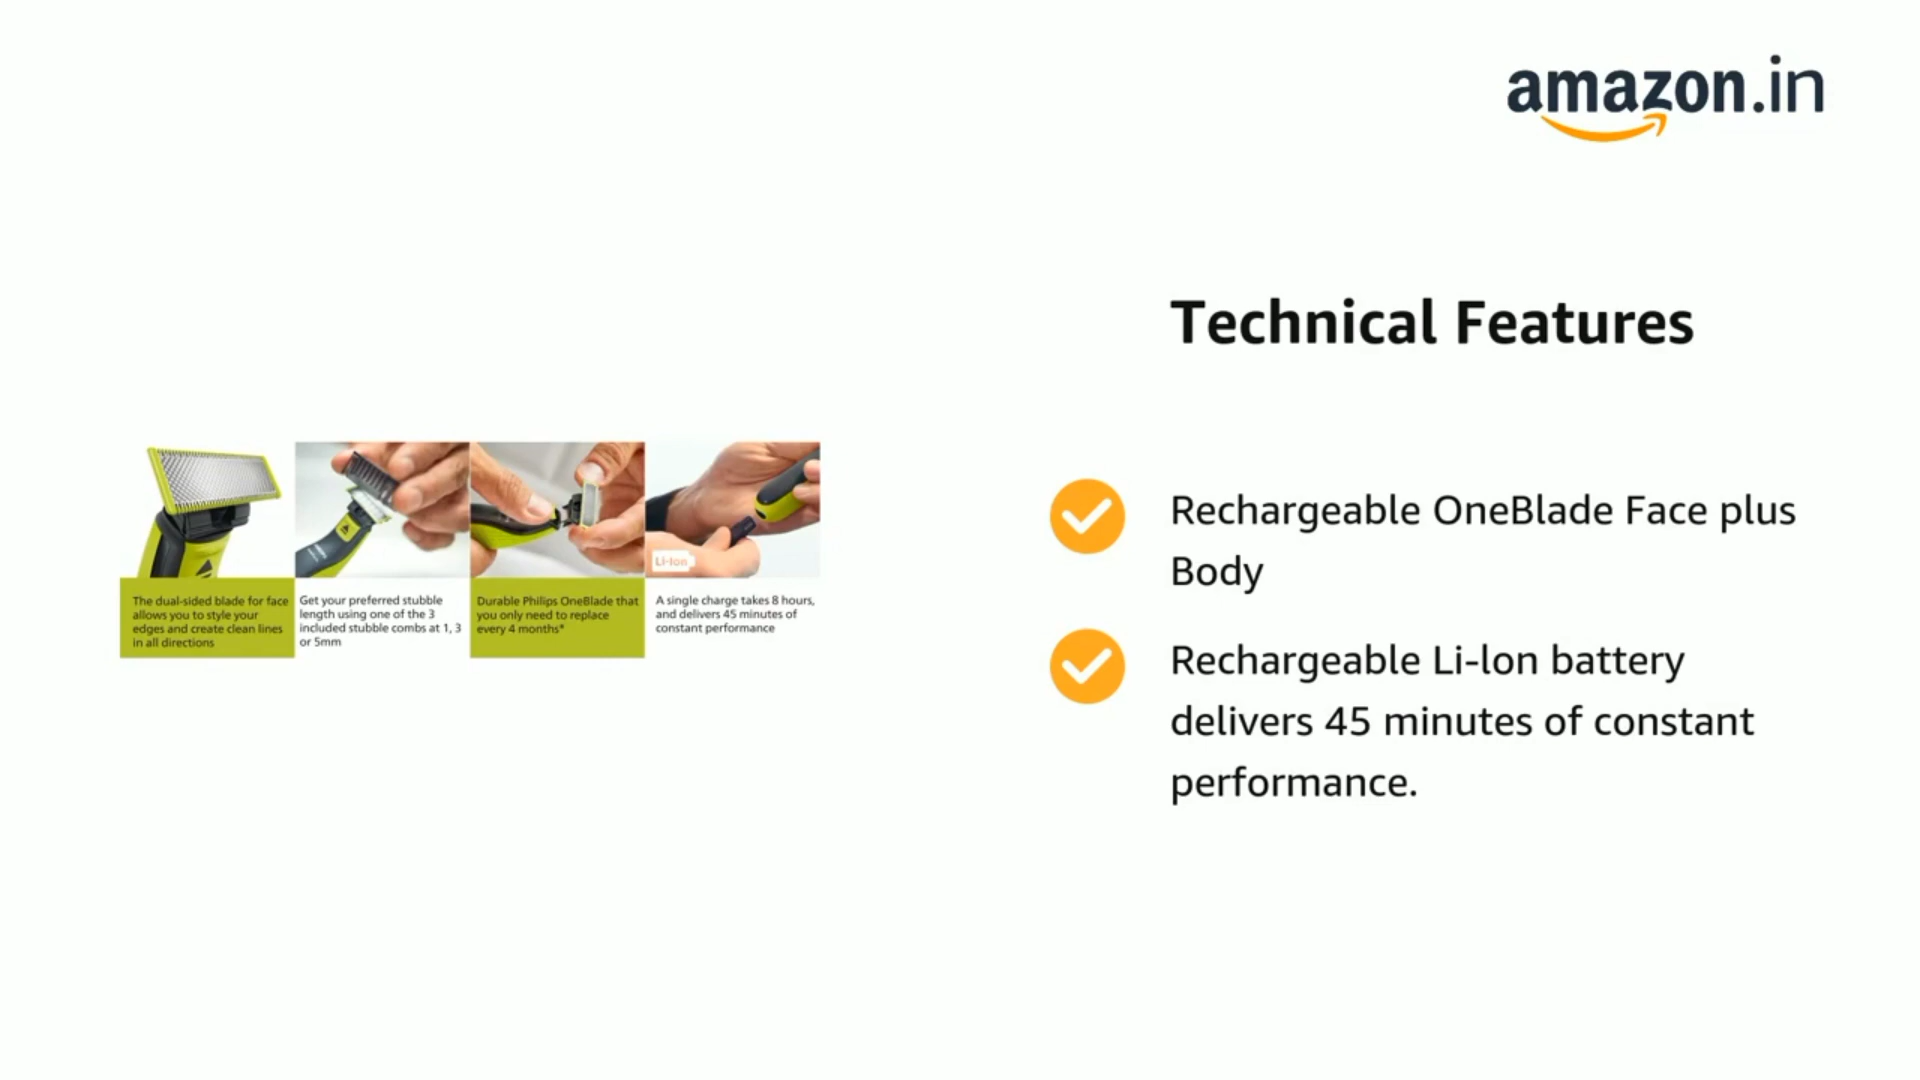 amazon.in
Technical Features
Rechargeable OneBlade Face plus
Body
Rechargeable Li-lon battery
delivers 45 minutes of constant
performance.
Li-Ion
The dual-sided blade for face
allows you to style your
edges and create clean lines
in all directions
Get your preferred stubble
length using one of the 3
included stubble combs at 1, 3
or 5mm
Durable Philips OneBlade that
you only need to replace
every 4 months*
A single charge takes 8 hours,
and delivers 45 minutes of
constant performance